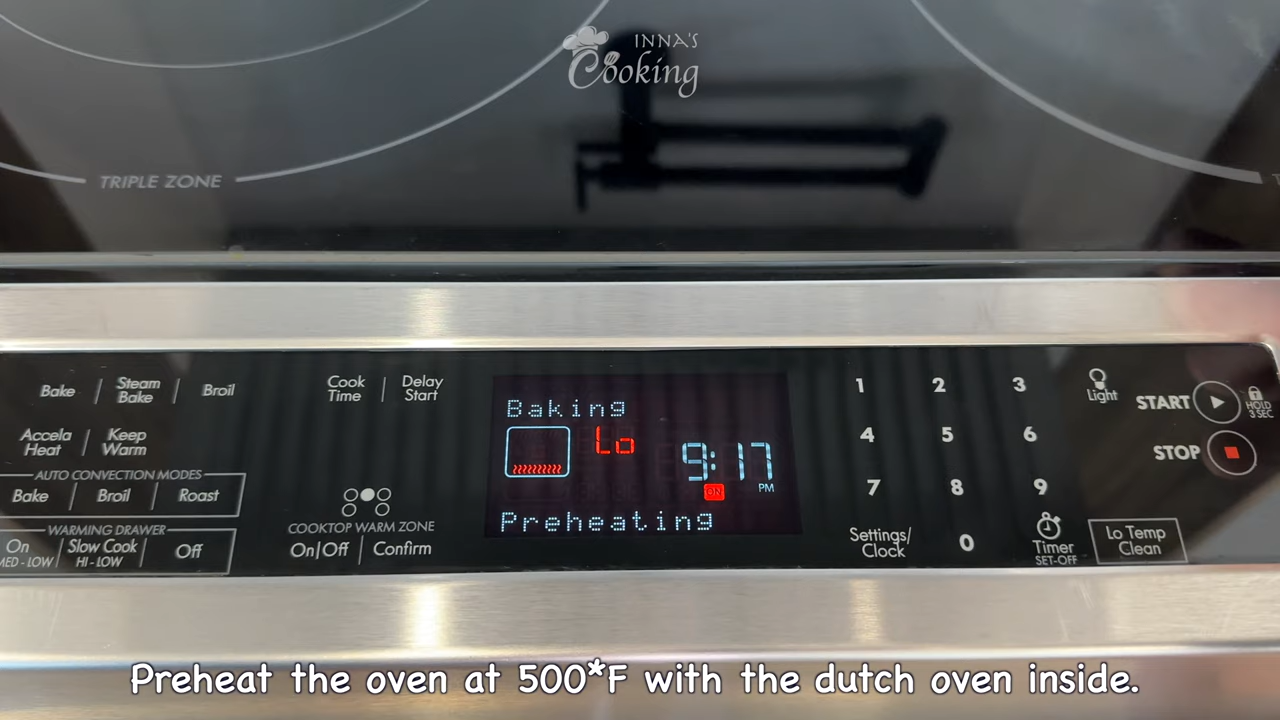 INNA'S
Cooking
TRIPLE ZONE
Bake
Steam
Bake
Broil
Cook
Time
Delay
Start
Accela
Heat
Keep
Warm
AUTO CONVECTION MODES
Bake
Broil
Roast
WARMING DRAWER
On
MED - LOW
Slow Cook
HI - LOW
Off
COOKTOP WARM ZONE
On|Off
Confirm
Baking
Lo
9:17
ON
PM
Preheating
1 2 3
4 5 6
7 8 9
Settings/
Clock
0
Timer
SET-OFF
Light
START
HOLD
3 SEC
STOP
Lo Temp
Clean
Preheat the oven at 500*F with the dutch oven inside.